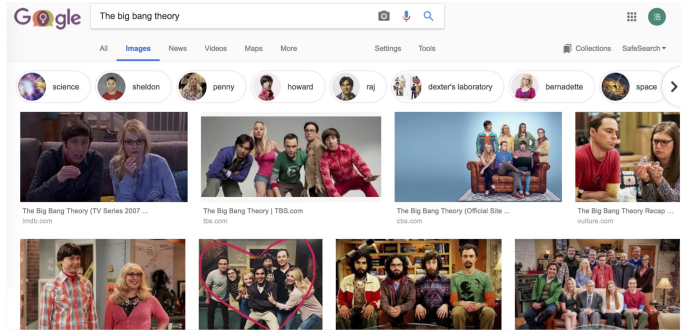 Google
The big bang theory
All Images News Videos Maps More Settings Tools Collections SafeSearch
science sheldon penny howard raj dexter's laboratory bernadette space
The Big Bang Theory (TV Series 2007 ... The Big Bang Theory | TBS.com The Big Bang Theory (Official Site ... The Big Bang Theory Recap ...
imdb.com tbs.com cbs.com vulture.com